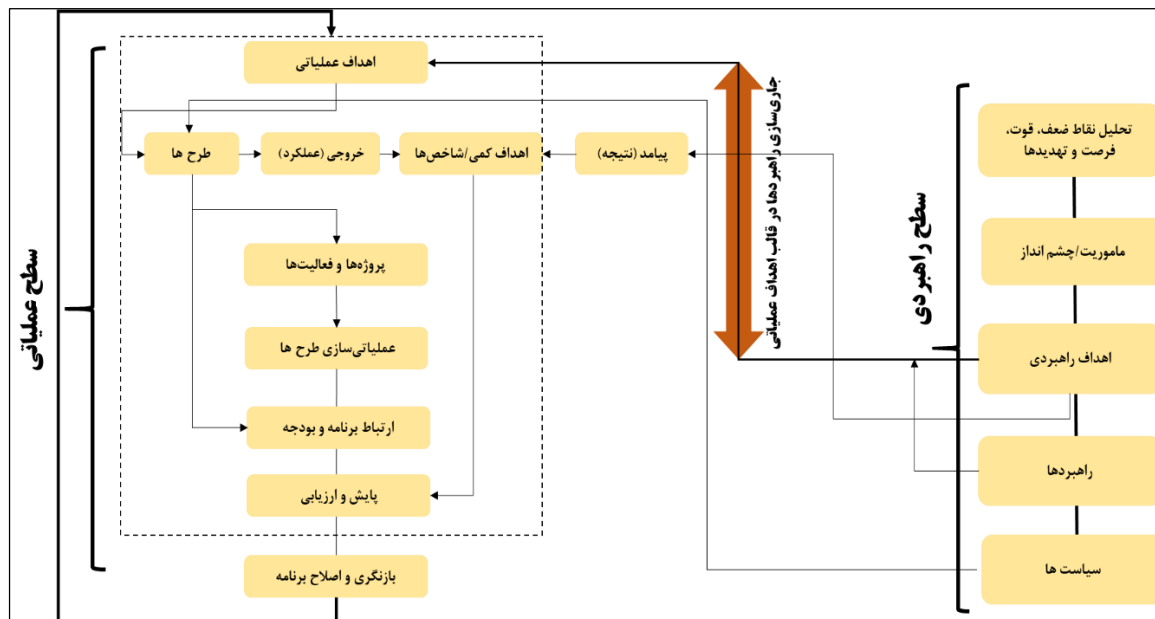 تحلیل نقاط ضعف، قوت،
فرصت و تهدیدها
ماموریت/چشم انداز
اهداف راهبردی
راهبردها
سیاست ها
سطح راهبردی
جاری‌سازی راهبردها در قالب اهداف عملیاتی
اهداف عملیاتی
پیامد (نتیجه)
اهداف کمی/شاخص‌ها
خروجی (عملکرد)
طرح ها
پروژه‌ها و فعالیت‌ها
عملیاتی‌سازی طرح ها
ارتباط برنامه و بودجه
پایش و ارزیابی
بازنگری و اصلاح برنامه
سطح عملیاتی